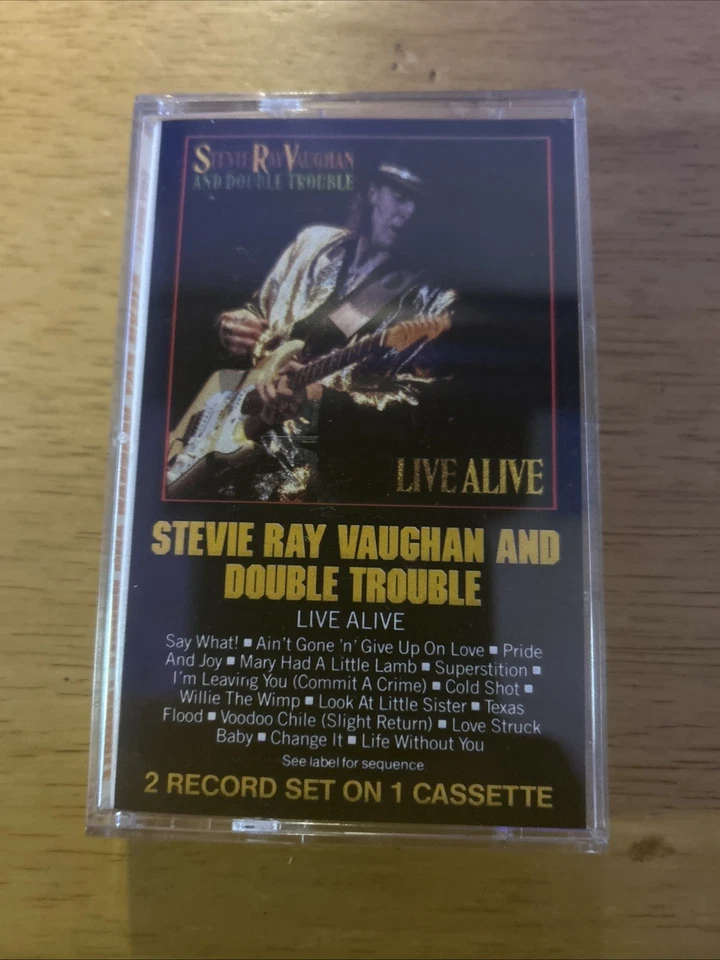 STEVIE RAY VAUGHAN
AND DOUBLE TROUBLE
LIVE ALIVE
STEVIE RAY VAUGHAN AND
DOUBLE TROUBLE
LIVE ALIVE
Say What! ▪ Ain't Gone 'n' Give Up On Love ▪ Pride
And Joy ▪ Mary Had A Little Lamb ▪ Superstition ▪
I'm Leaving You (Commit A Crime) ▪ Cold Shot ▪
Willie The Wimp ▪ Look At Little Sister ▪ Texas
Flood ▪ Voodoo Chile (Slight Return) ▪ Love Struck
Baby ▪ Change It ▪ Life Without You
See label for sequence.
2 RECORD SET ON 1 CASSETTE